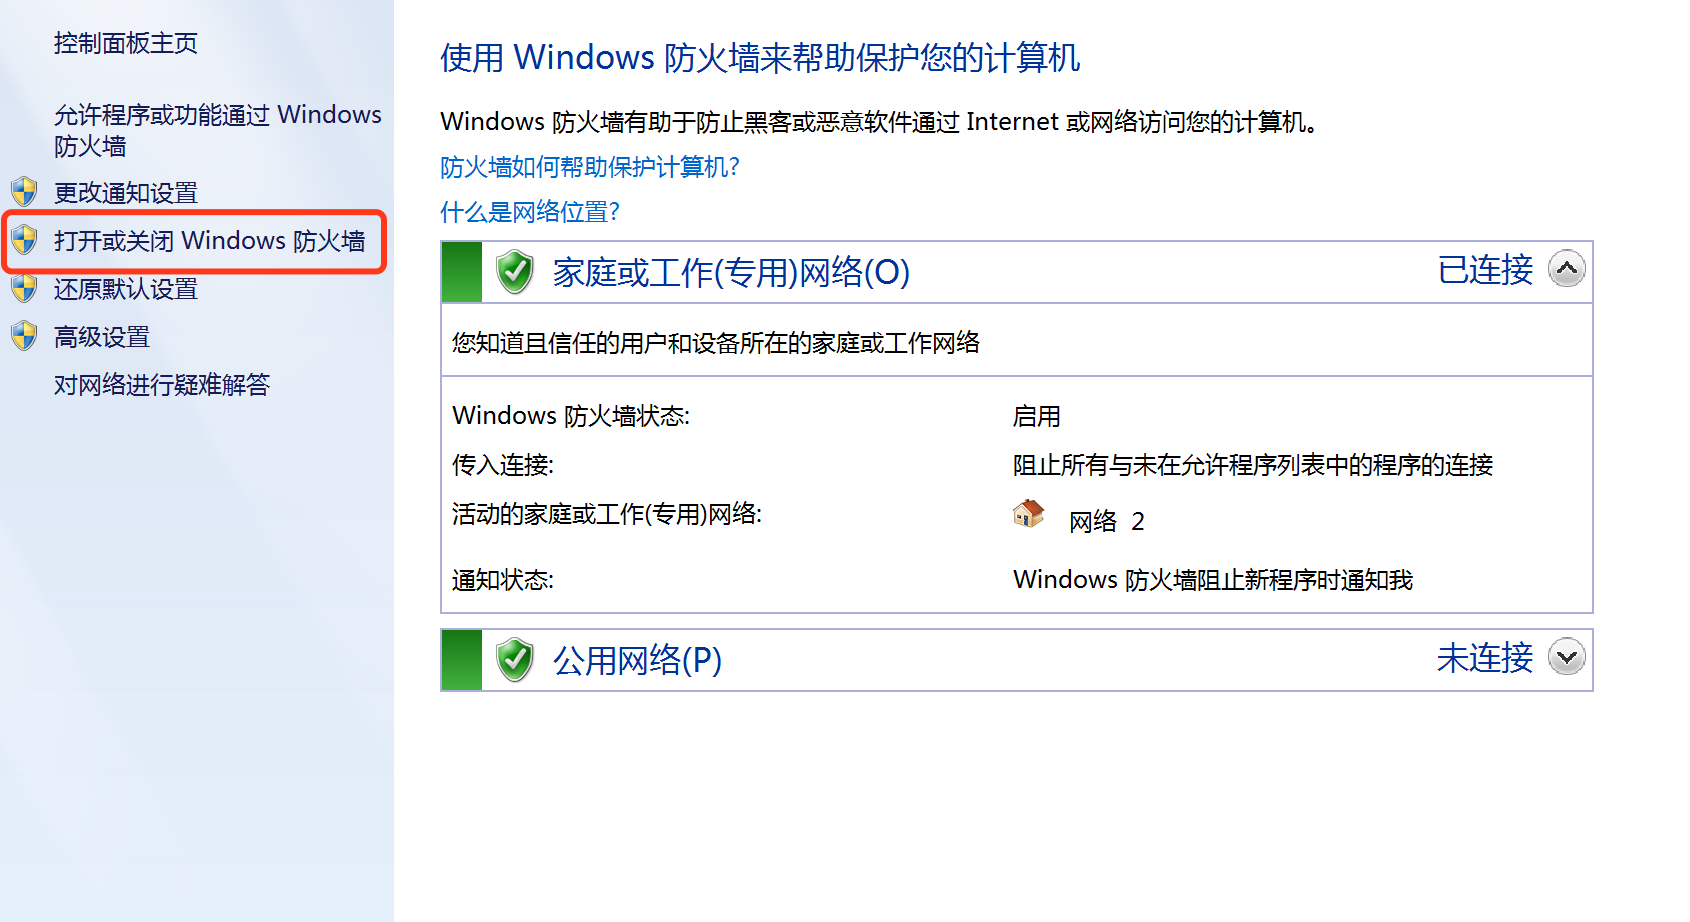 控制面板主页
允许程序或功能通过 Windows
防火墙
更改通知设置
打开或关闭 Windows 防火墙
还原默认设置
高级设置
对网络进行疑难解答
使用 Windows 防火墙来帮助保护您的计算机
Windows 防火墙有助于防止黑客或恶意软件通过 Internet 或网络访问您的计算机。
防火墙如何帮助保护计算机?
什么是网络位置?
家庭或工作(专用)网络(O) 已连接
您知道且信任的用户和设备所在的家庭或工作网络
Windows 防火墙状态: 启用
传入连接: 阻止所有与未在允许程序列表中的程序的连接
活动的家庭或工作(专用)网络: 网络 2
通知状态: Windows 防火墙阻止新程序时通知我
公用网络(P) 未连接